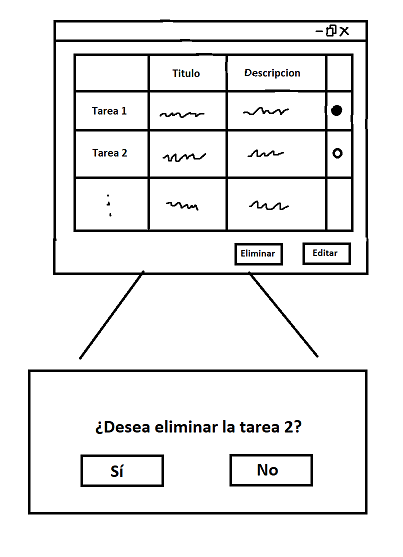 Titulo Descripcion
Tarea 1
Tarea 2
Eliminar Editar
¿Desea eliminar la tarea 2?
Sí No